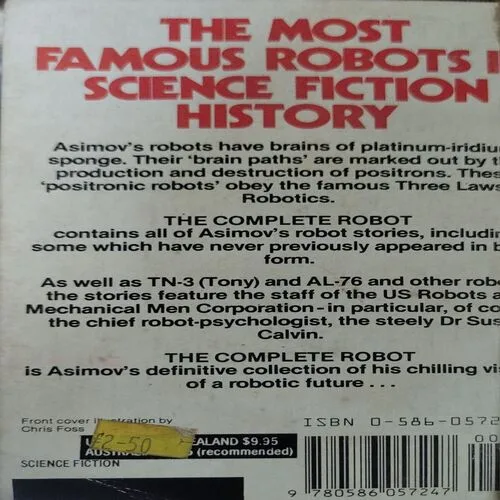 THE MOST
FAMOUS ROBOTS I
SCIENCE FICTION
HISTORY
Asimov's robots have brains of platinum-iridiu
sponge. Their 'brain paths' are marked out by t
production and destruction of positrons. Thes
'positronic robots' obey the famous Three Laws
Robotics.
THE COMPLETE ROBOT
contains all of Asimov's robot stories, includin
some which have never previously appeared in b
form.
As well as TN-3 (Tony) and AL-76 and other robo
the stories feature the staff of the US Robots a
Mechanical Men Corporation - in particular, of co
the chief robot-psychologist, the steely Dr Sus
Calvin.
THE COMPLETE ROBOT
is Asimov's definitive collection of his chilling vi
of a robotic future . . .
Front cover illustration by
Chris Foss
ISBN 0-586-0572
£2-50
EALAND $9.95
(recommended)
SCIENCE FICTION
00
9 780586 057247